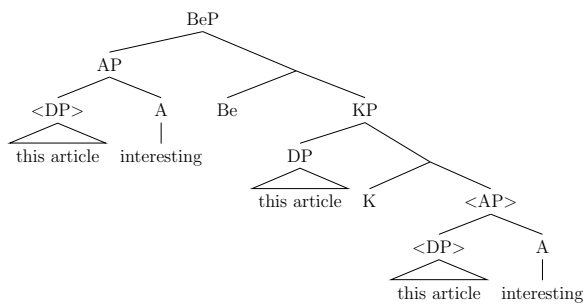 BeP
AP
<DP> A Be KP
this article interesting DP
this article K <AP>
<DP> A
this article interesting